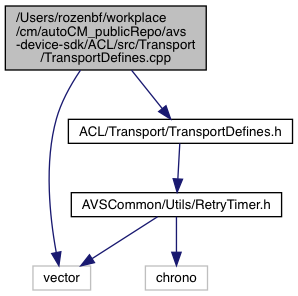 /Users/rozenbf/workplace
/cm/autoCM_publicRepo/avs
-device-sdk/ACL/src/Transport
/TransportDefines.cpp
ACL/Transport/TransportDefines.h
AVSCommon/Utils/RetryTimer.h
vector
chrono